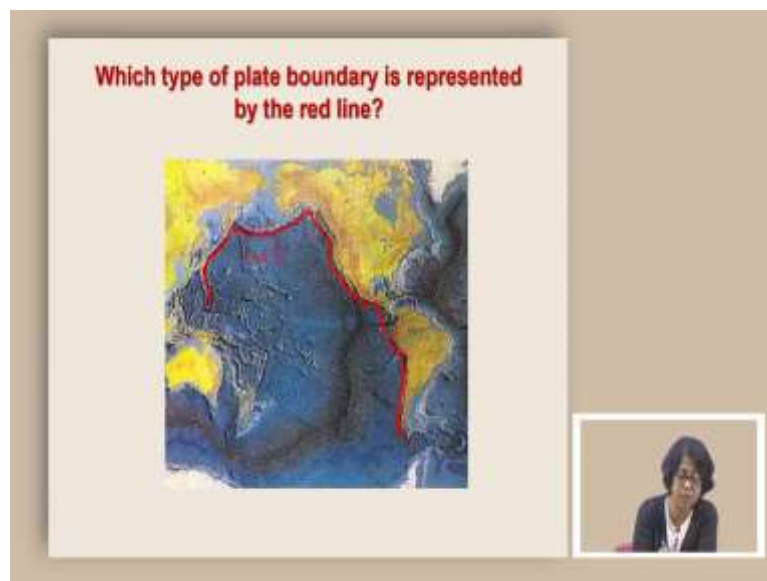 Which type of plate boundary is represented
by the red line?